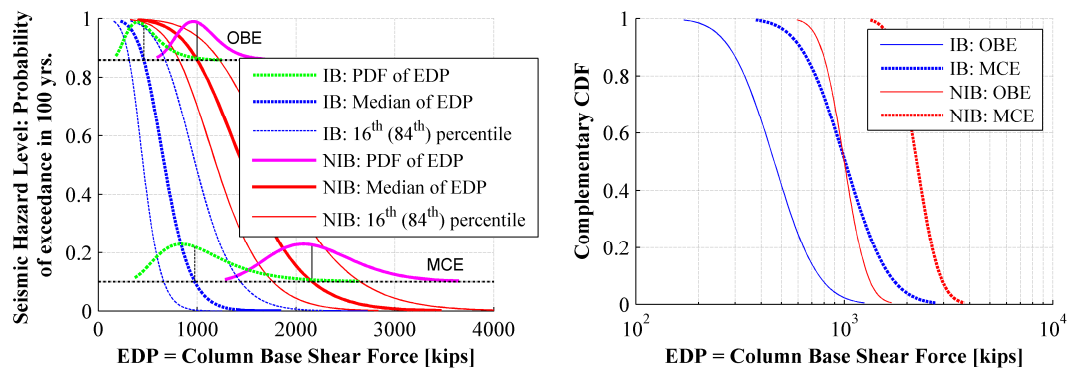 Seismic Hazard Level: Probability
of exceedance in 100 yrs.
1
0.8
0.6
0.4
0.2
0
OBE
IB: PDF of EDP
IB: Median of EDP
IB: 16th (84th) percentile
NIB: PDF of EDP
NIB: Median of EDP
NIB: 16th (84th) percentile
MCE
0 1000 2000 3000 4000
EDP = Column Base Shear Force [kips]
Complementary CDF
1
0.8
0.6
0.4
0.2
0
IB: OBE
IB: MCE
NIB: OBE
NIB: MCE
10^2 10^3 10^4
EDP = Column Base Shear Force [kips]